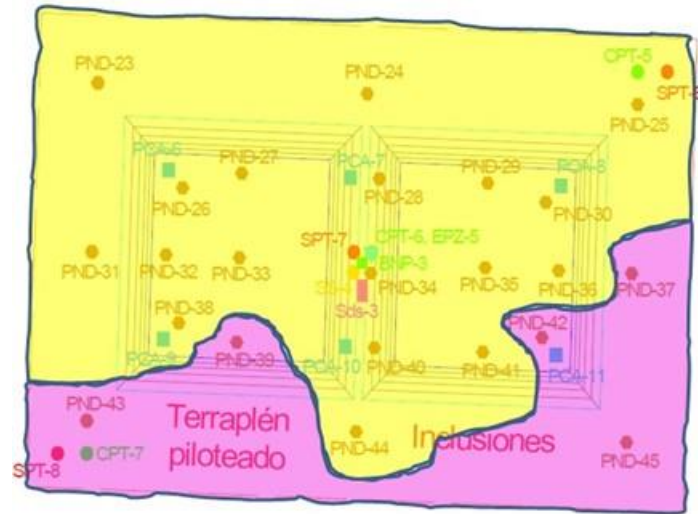 PND-23
PND-24
CPT-5
PND-25
PCA-6
PND-27
PCA-7
PND-29
PCA-8
PND-26
PND-28
PND-30
SPT-7
CPT-6, EPZ-5
BNP-3
PND-31
PND-32
PND-33
PND-34
PND-35
PND-36
PND-37
Sds-3
PND-38
PCA-9
PND-39
PCA-10
PND-40
PND-41
PND-42
PCA-11
PND-43
Terraplén
piloteado
PND-44
Inclusiones
PND-45
SPT-8
CPT-7